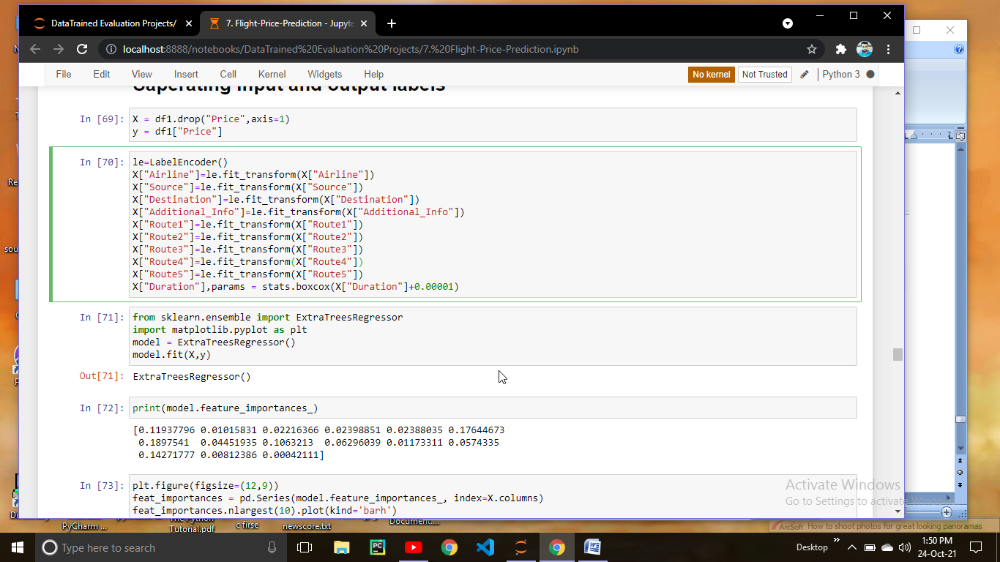 DataTrained Evaluation Projects/
7. Flight-Price-Prediction - Jupyte
localhost:8888/notebooks/DataTrained%20Evaluation%20Projects/7.%20Flight-Price-Prediction.ipynb
File Edit View Insert Cell Kernel Widgets Help
No kernel Not Trusted Python 3
Saperating input and output labels
In [69]: X = df1.drop("Price",axis=1)
y = df1["Price"]
In [70]: le=LabelEncoder()
X["Airline"]=le.fit_transform(X["Airline"])
X["Source"]=le.fit_transform(X["Source"])
X["Destination"]=le.fit_transform(X["Destination"])
X["Additional_Info"]=le.fit_transform(X["Additional_Info"])
X["Route1"]=le.fit_transform(X["Route1"])
X["Route2"]=le.fit_transform(X["Route2"])
X["Route3"]=le.fit_transform(X["Route3"])
X["Route4"]=le.fit_transform(X["Route4"])
X["Route5"]=le.fit_transform(X["Route5"])
X["Duration"],params = stats.boxcox(X["Duration"]+0.00001)
In [71]: from sklearn.ensemble import ExtraTreesRegressor
import matplotlib.pyplot as plt
model = ExtraTreesRegressor()
model.fit(X,y)
Out[71]: ExtraTreesRegressor()
In [72]: print(model.feature_importances_)
[0.11937796 0.01015831 0.02216366 0.02398851 0.02388035 0.17644673
0.1897541 0.04451935 0.1063213 0.06296039 0.01173311 0.0574335
0.14271777 0.00812386 0.00042111]
In [73]: plt.figure(figsize=(12,9))
feat_importances = pd.Series(model.feature_importances_, index=X.columns)
feat_importances.nlargest(10).plot(kind='barh')
Activate Windows
Go to Settings to activate Windows.
PyCharm ...
Tutorial.pdf
c firse
newscore.txt
Document....
ArcSoft How to shoot photos for great looking panoramas
Type here to search
Desktop
1:50 PM
24-Oct-21